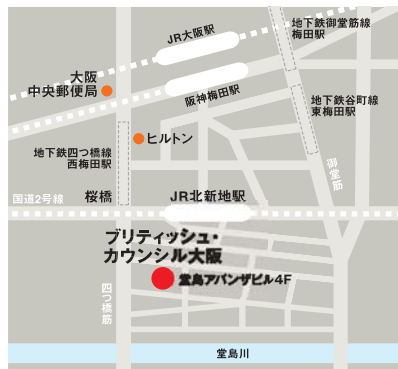 JR大阪駅
地下鉄御堂筋線
梅田駅
大阪
中央郵便局
阪神梅田駅
地下鉄谷町線
東梅田駅
ヒルトン
地下鉄四つ橋線
西梅田駅
御堂筋
国道2号線
桜橋
JR北新地駅
ブリティッシュ・
カウンシル大阪
堂島アバンザビル4F
四つ橋筋
堂島川